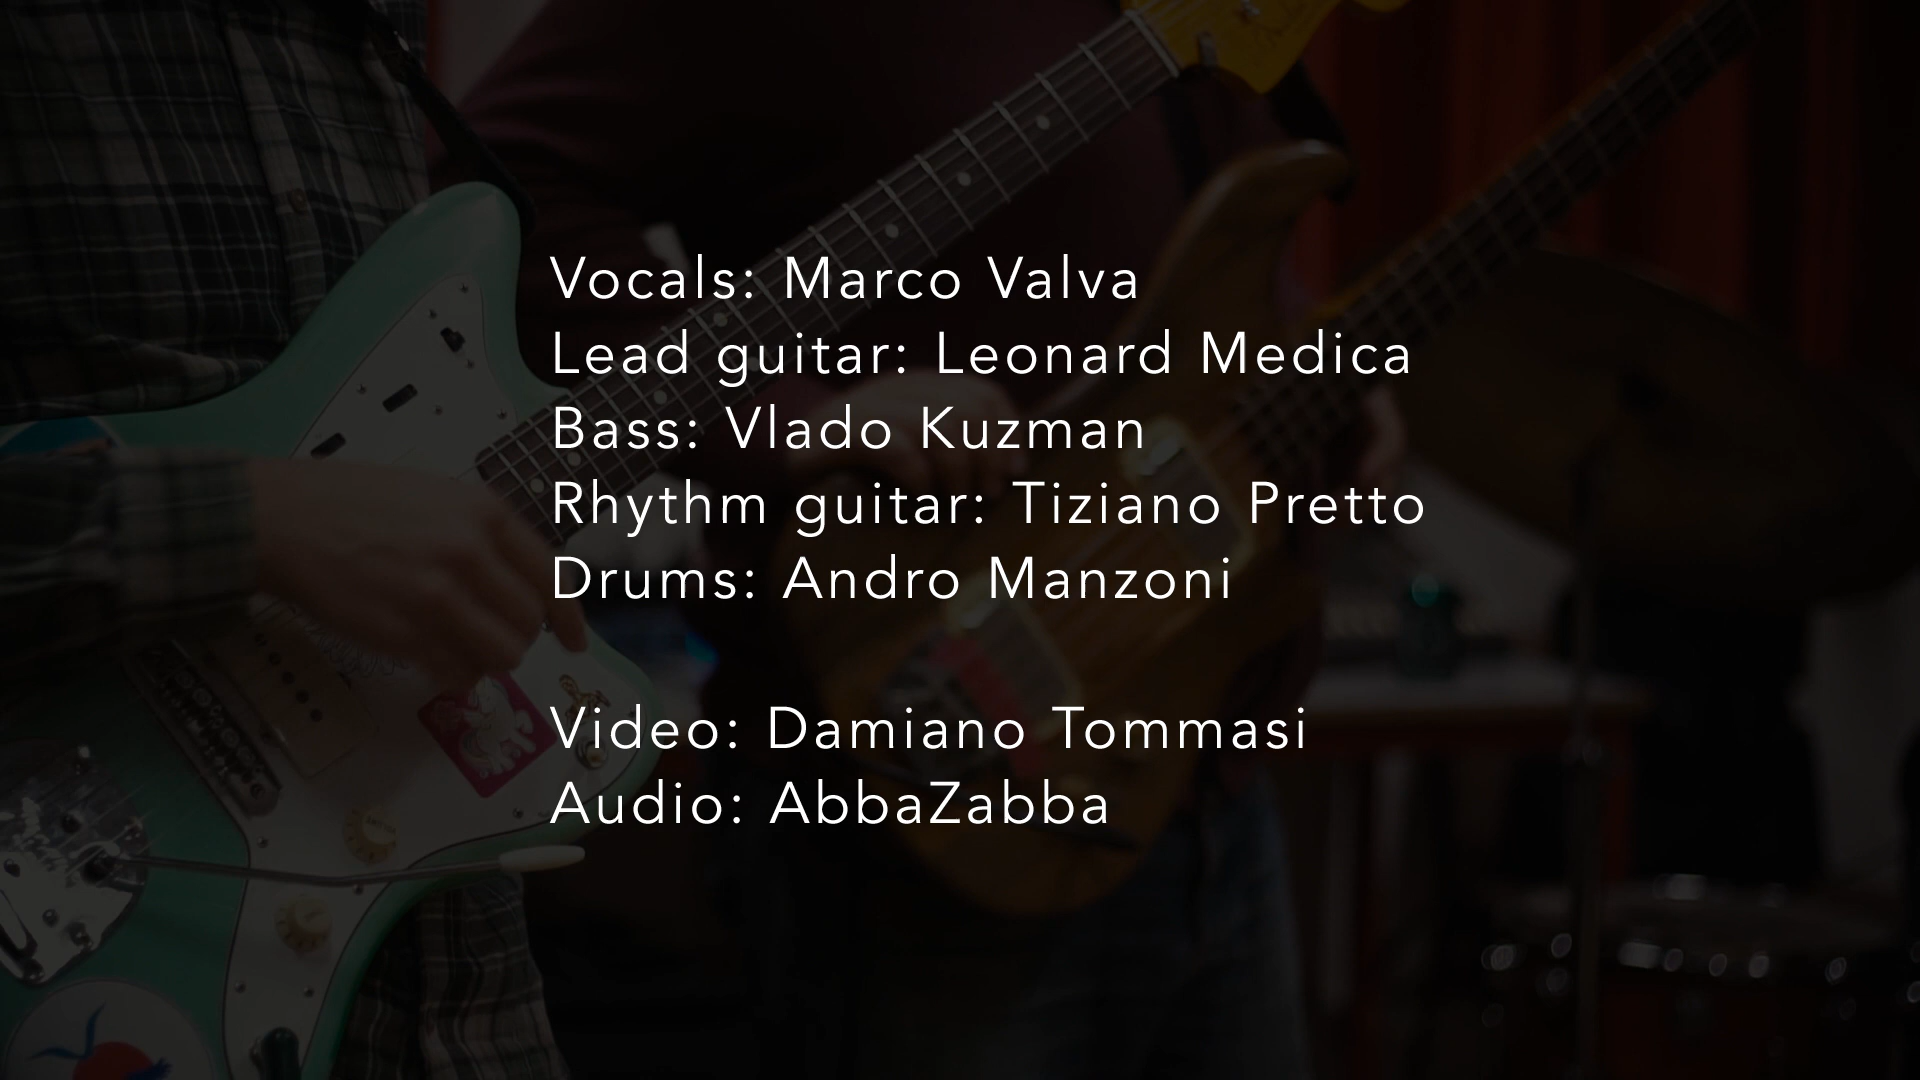 Vocals: Marco Valva
Lead guitar: Leonard Medica
Bass: Vlado Kuzman
Rhythm guitar: Tiziano Pretto
Drums: Andro Manzoni
Video: Damiano Tommasi
Audio: AbbaZabba